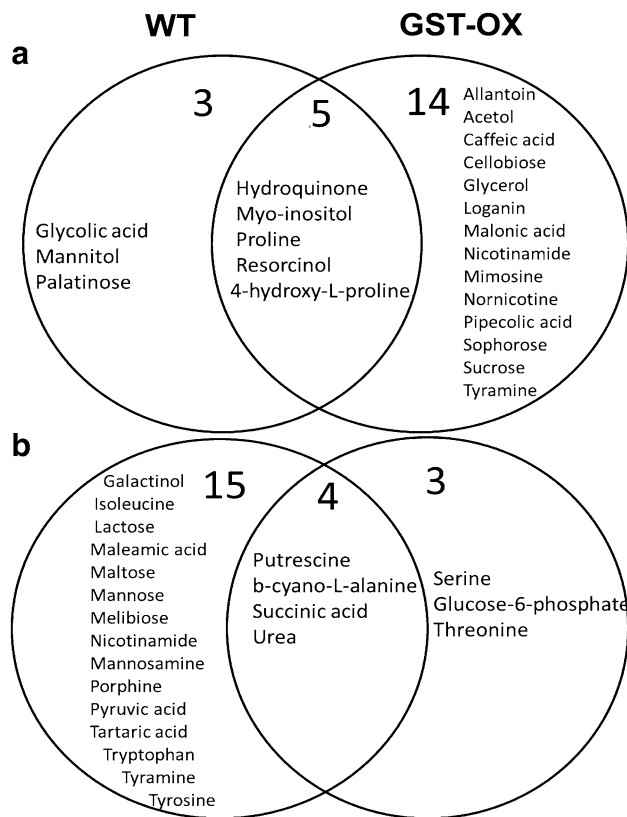 WT
GST-OX
a
3
5
14
Glycolic acid
Mannitol
Palatinose
Hydroquinone
Myo-inositol
Proline
Resorcinol
4-hydroxy-L-proline
Allantoin
Acetol
Caffeic acid
Cellobiose
Glycerol
Loganin
Malonic acid
Nicotinamide
Mimosine
Nornicotine
Pipecolic acid
Sophorose
Sucrose
Tyramine
b
15
4
3
Galactinol
Isoleucine
Lactose
Maleamic acid
Maltose
Mannose
Melibiose
Nicotinamide
Mannosamine
Porphine
Pyruvic acid
Tartaric acid
Tryptophan
Tyramine
Tyrosine
Putrescine
b-cyano-L-alanine
Succinic acid
Urea
Serine
Glucose-6-phosphate
Threonine